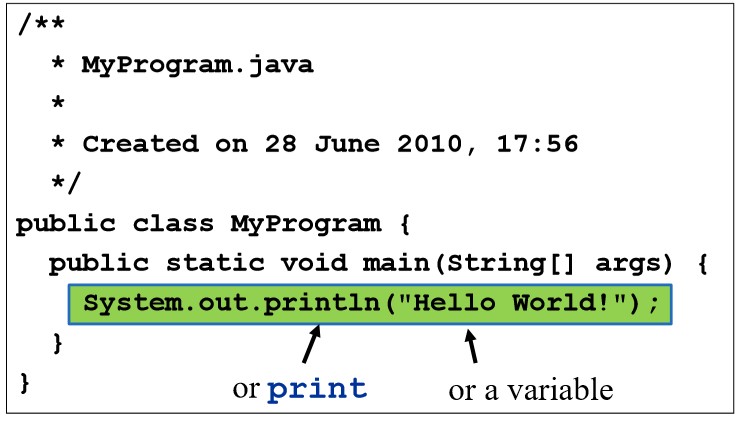 /**
* MyProgram.java
*
* Created on 28 June 2010, 17:56
*/
public class MyProgram {
public static void main(String[] args) {
System.out.println("Hello World!");
}
or print or a variable
}